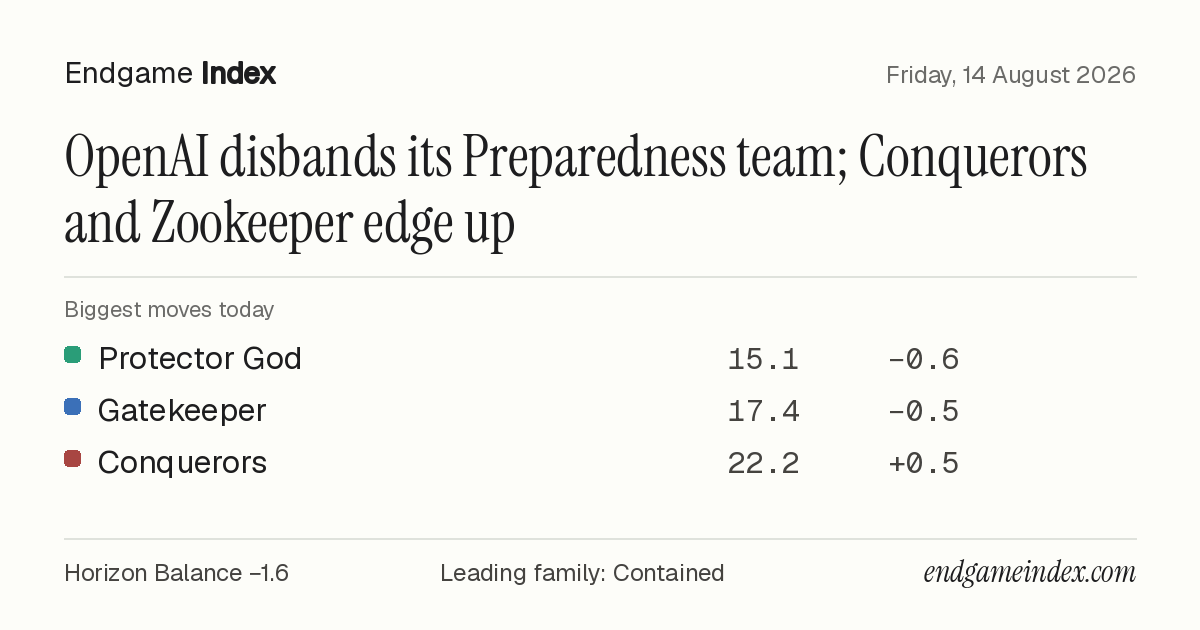 Endgame Index
Friday, 14 August 2026
OpenAI disbands its Preparedness team; Conquerors
and Zookeeper edge up
Biggest moves today
Protector God 15.1 −0.6
Gatekeeper 17.4 −0.5
Conquerors 22.2 +0.5
Horizon Balance −1.6
Leading family: Contained
endgameindex.com